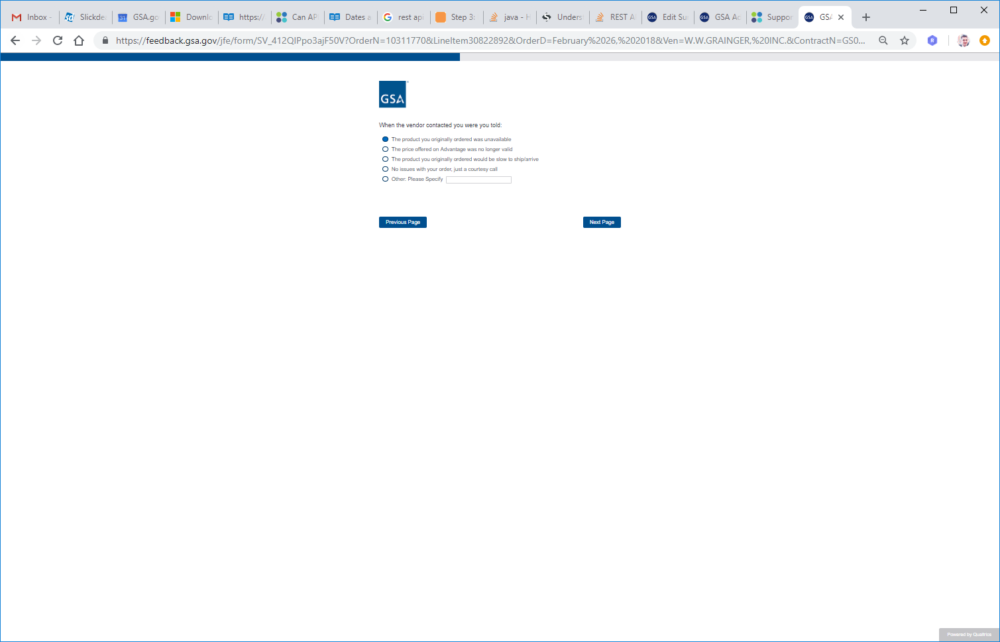 Inbox -
Slickdea
GSA.go
Downlo
https://
Can AP
Dates a
rest api
Step 3:
java - H
Unders
REST A
Edit Su
GSA Ad
Suppor
GSA
https://feedback.gsa.gov/jfe/form/SV_412QIPpo3ajF50V?OrderN=10311770&LineItem30822892&OrderD=February%2026,%202018&Ven=W.W.GRAINGER,%20INC.&ContractN=GS0...
GSA
When the vendor contacted you were you told:
The product you originally ordered was unavailable
The price offered on Advantage was no longer valid
The product you originally ordered would be slow to ship/arrive
No issues with your order, just a courtesy call
Other: Please Specify
Previous Page
Next Page
Powered by Qualtrics